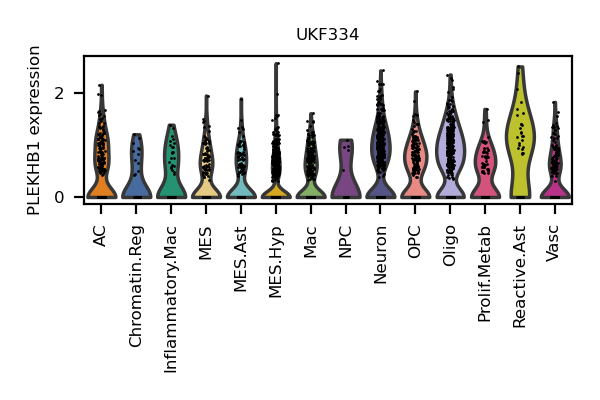 UKF334
PLEKHB1 expression
2
0
AC
Chromatin.Reg
Inflammatory.Mac
MES
MES.Ast
MES.Hyp
Mac
NPC
Neuron
OPC
Oligo
Prolif.Metab
Reactive.Ast
Vasc